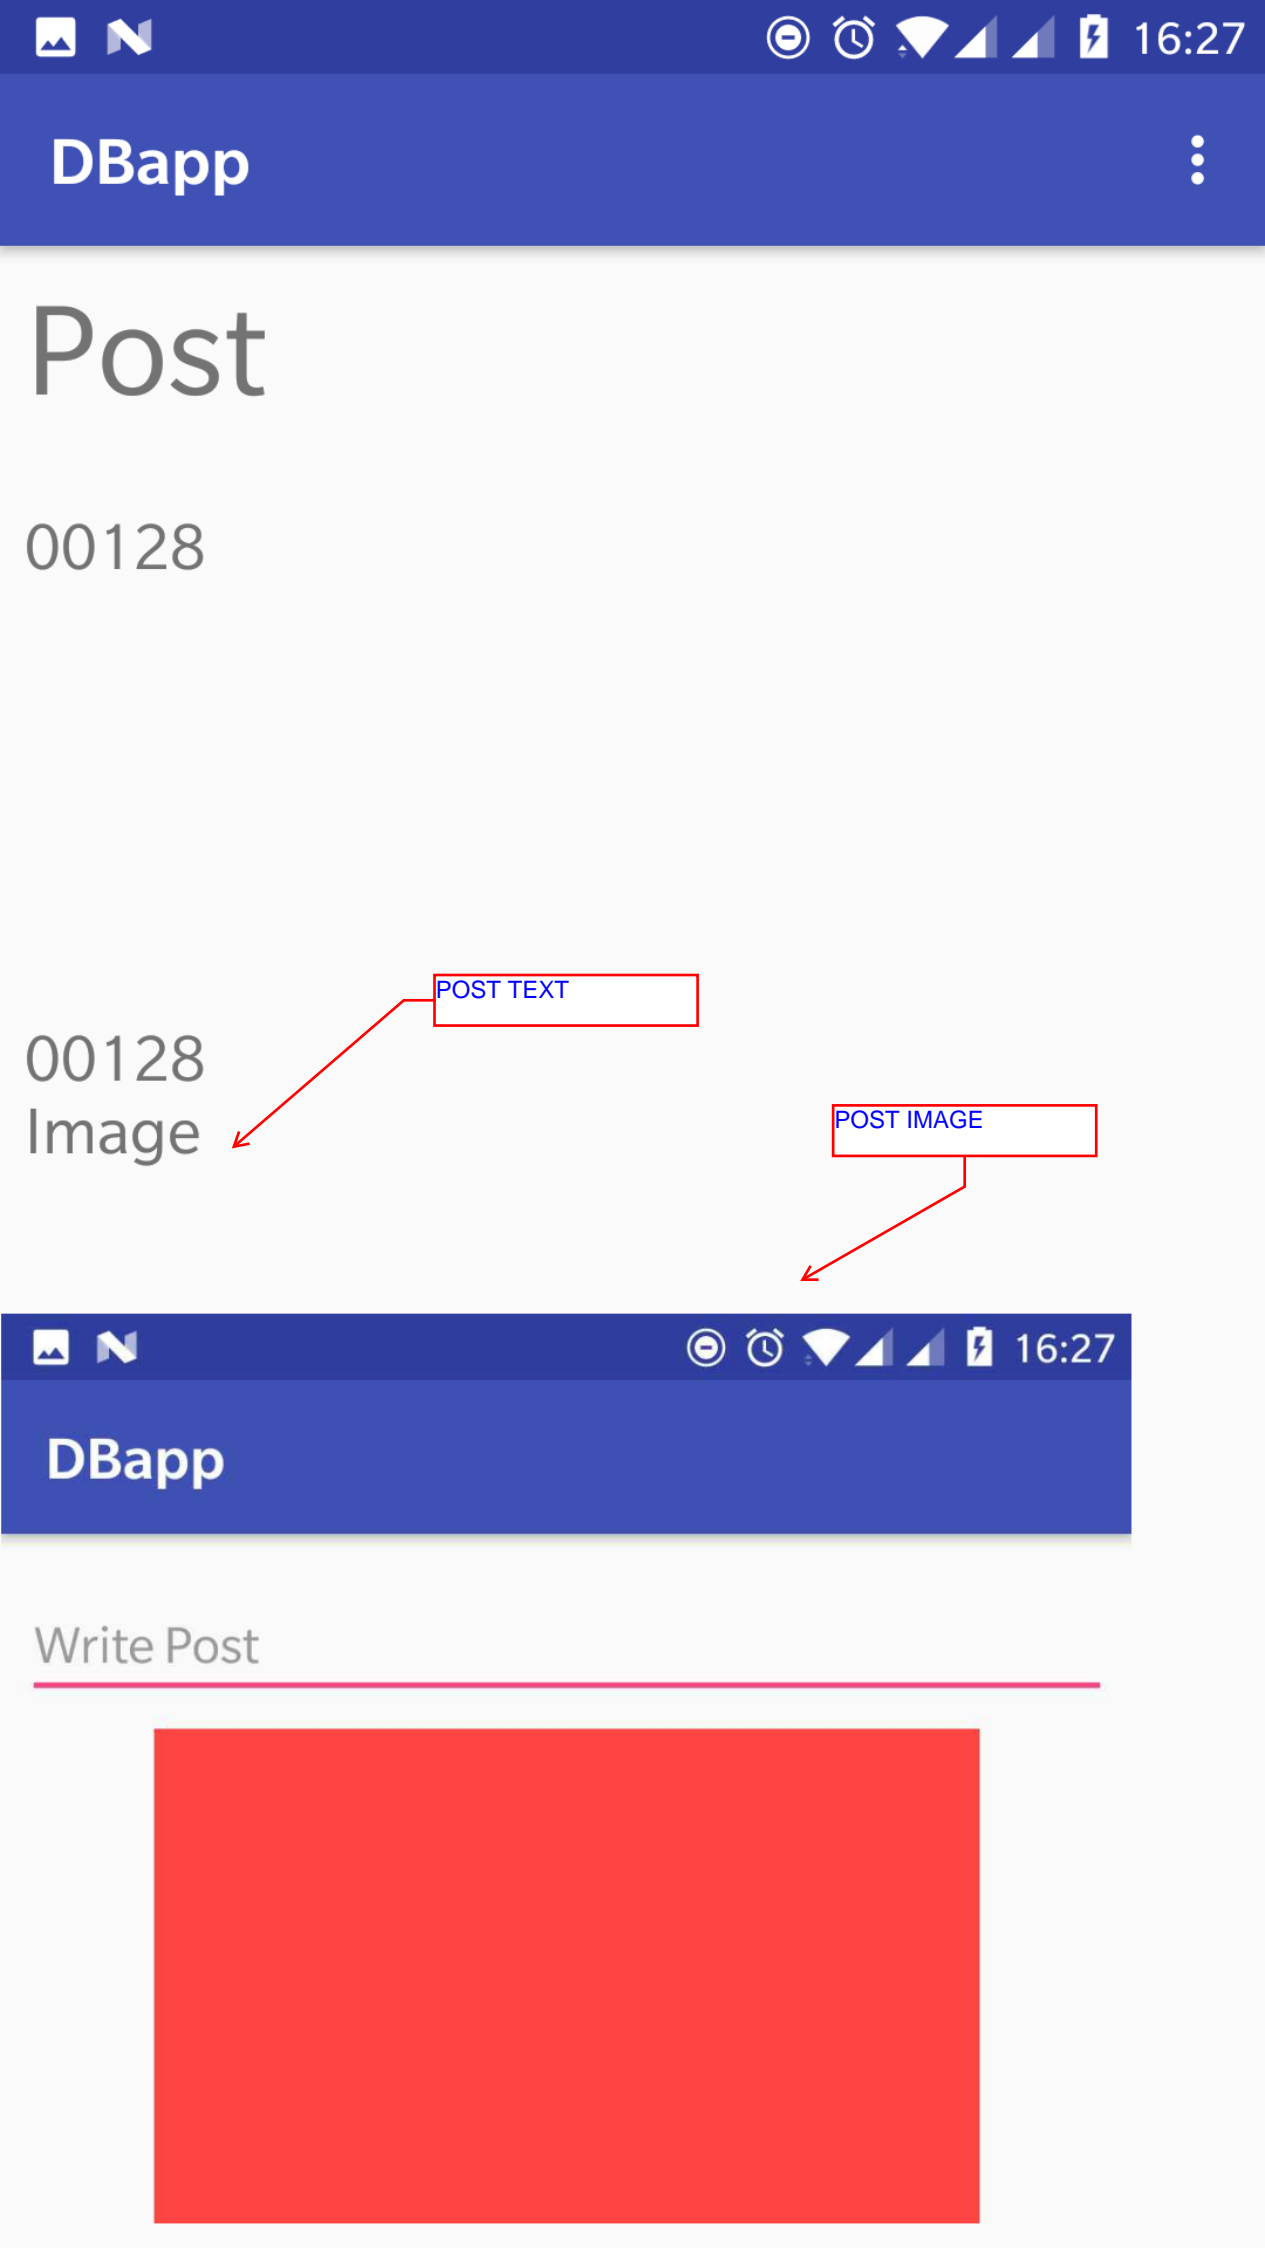 16:27
DBapp
Post
00128
POST TEXT
00128
Image
POST IMAGE
16:27
DBapp
Write Post